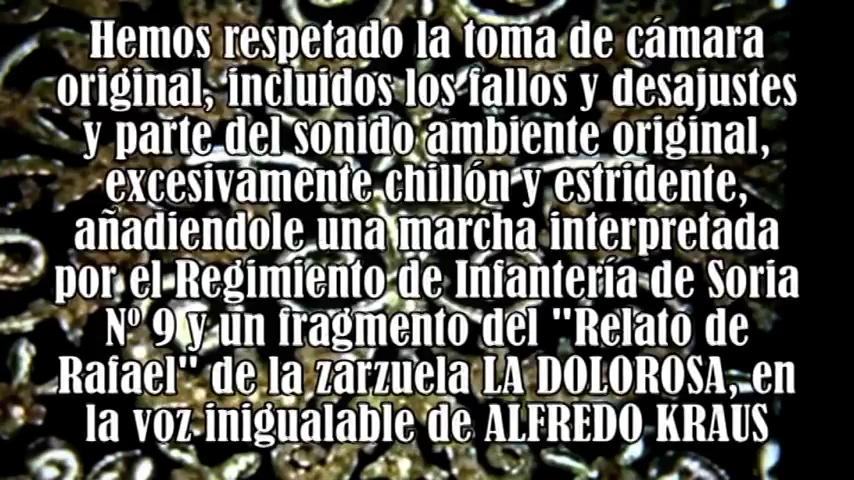 Hemos respetado la toma de cámara
original, incluidos los fallos y desajustes
y parte del sonido ambiente original,
excesivamente chillón y estridente,
añadiendole una marcha interpretada
por el Regimiento de Infantería de Soria
Nº 9 y un fragmento del "Relato de
Rafael" de la zarzuela LA DOLOROSA, en
la voz inigualable de ALFREDO KRAUS